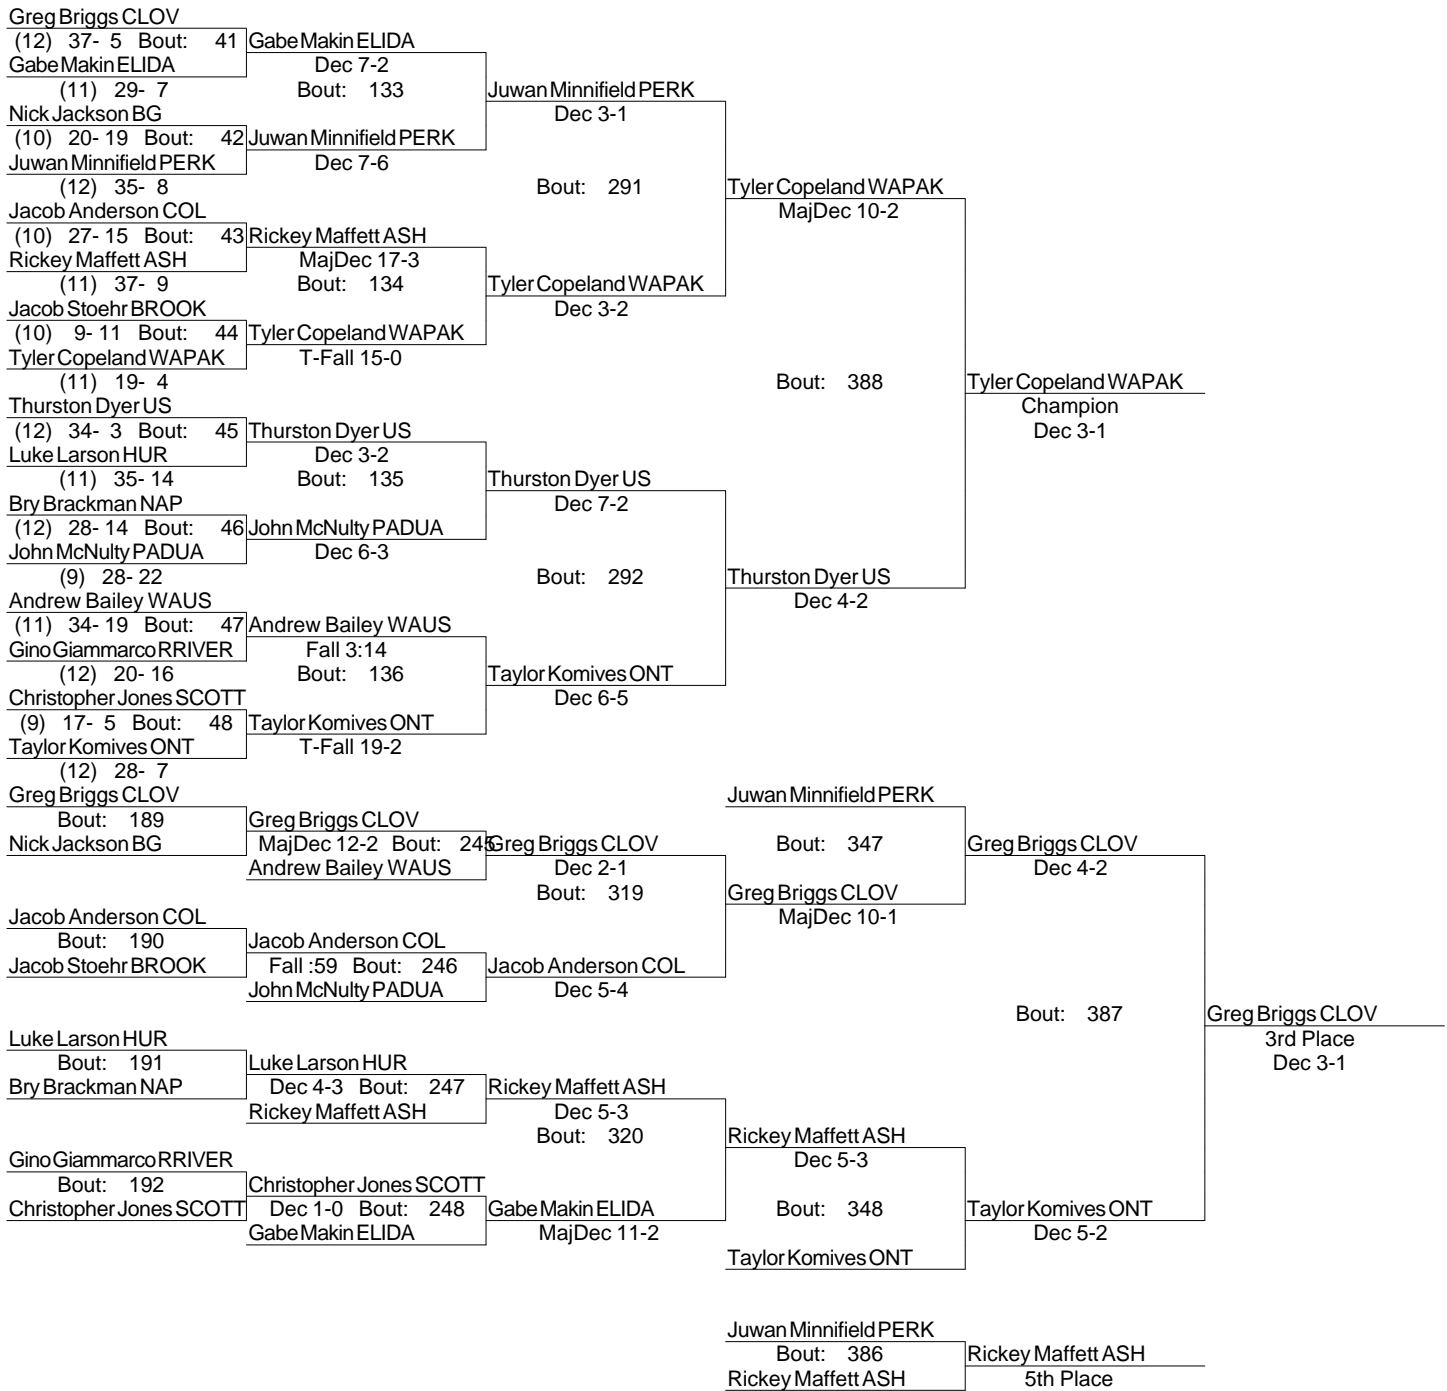 Greg Briggs CLOV
(12) 37- 5 Bout: 41 Gabe Makin ELIDA
Gabe Makin ELIDA Dec 7-2
(11) 29- 7 Bout: 133 Juwan Minnifield PERK
Nick Jackson BG Dec 3-1
(10) 20- 19 Bout: 42 Juwan Minnifield PERK
Juwan Minnifield PERK Dec 7-6
(12) 35- 8 Bout: 291 Tyler Copeland WAPAK
Jacob Anderson COL MajDec 10-2
(10) 27- 15 Bout: 43 Rickey Maffett ASH
Rickey Maffett ASH MajDec 17-3
(11) 37- 9 Bout: 134 Tyler Copeland WAPAK
Jacob Stoehr BROOK Dec 3-2
(10) 9- 11 Bout: 44 Tyler Copeland WAPAK
Tyler Copeland WAPAK T-Fall 15-0
(11) 19- 4 Bout: 388 Tyler Copeland WAPAK
Thurston Dyer US Champion
(12) 34- 3 Bout: 45 Thurston Dyer US Dec 3-1
Luke Larson HUR Dec 3-2
(11) 35- 14 Bout: 135 Thurston Dyer US
Bry Brackman NAP Dec 7-2
(12) 28- 14 Bout: 46 John McNulty PADUA
John McNulty PADUA Dec 6-3
(9) 28- 22 Bout: 292 Thurston Dyer US
Andrew Bailey WAUS Dec 4-2
(11) 34- 19 Bout: 47 Andrew Bailey WAUS
Gino Giammarco RRIVER Fall 3:14
(12) 20- 16 Bout: 136 Taylor Komives ONT
Christopher Jones SCOTT Dec 6-5
(9) 17- 5 Bout: 48 Taylor Komives ONT
Taylor Komives ONT T-Fall 19-2
(12) 28- 7
Greg Briggs CLOV Juwan Minnifield PERK
Bout: 189 Greg Briggs CLOV
Nick Jackson BG MajDec 12-2 Bout: 245 Greg Briggs CLOV Bout: 347 Greg Briggs CLOV
Andrew Bailey WAUS Dec 2-1 Dec 4-2
Bout: 319 Greg Briggs CLOV
Jacob Anderson COL MajDec 10-1
Bout: 190 Jacob Anderson COL
Jacob Stoehr BROOK Fall :59 Bout: 246 Jacob Anderson COL
John McNulty PADUA Dec 5-4
Bout: 387 Greg Briggs CLOV
Luke Larson HUR 3rd Place
Bout: 191 Luke Larson HUR Dec 3-1
Bry Brackman NAP Dec 4-3 Bout: 247 Rickey Maffett ASH
Rickey Maffett ASH Dec 5-3
Bout: 320 Rickey Maffett ASH
Gino Giammarco RRIVER Dec 5-3
Bout: 192 Christopher Jones SCOTT
Christopher Jones SCOTT Dec 1-0 Bout: 248 Gabe Makin ELIDA Bout: 348 Taylor Komives ONT
Gabe Makin ELIDA MajDec 11-2 Dec 5-2
Taylor Komives ONT
Juwan Minnifield PERK
Bout: 386 Rickey Maffett ASH
Rickey Maffett ASH 5th Place